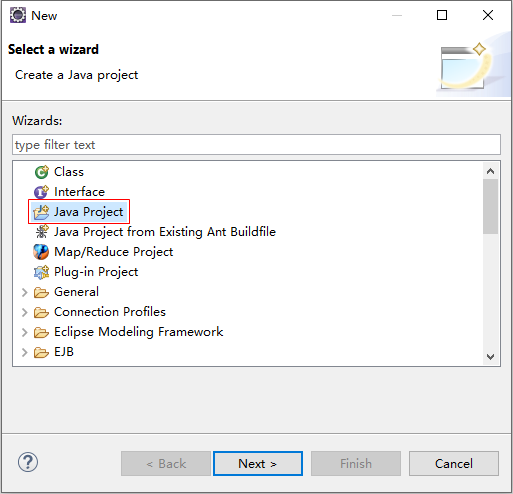 New
Select a wizard
Create a Java project
Wizards:
type filter text
Class
Interface
Java Project
Java Project from Existing Ant Buildfile
Map/Reduce Project
Plug-in Project
General
Connection Profiles
Eclipse Modeling Framework
EJB
? < Back Next > Finish Cancel